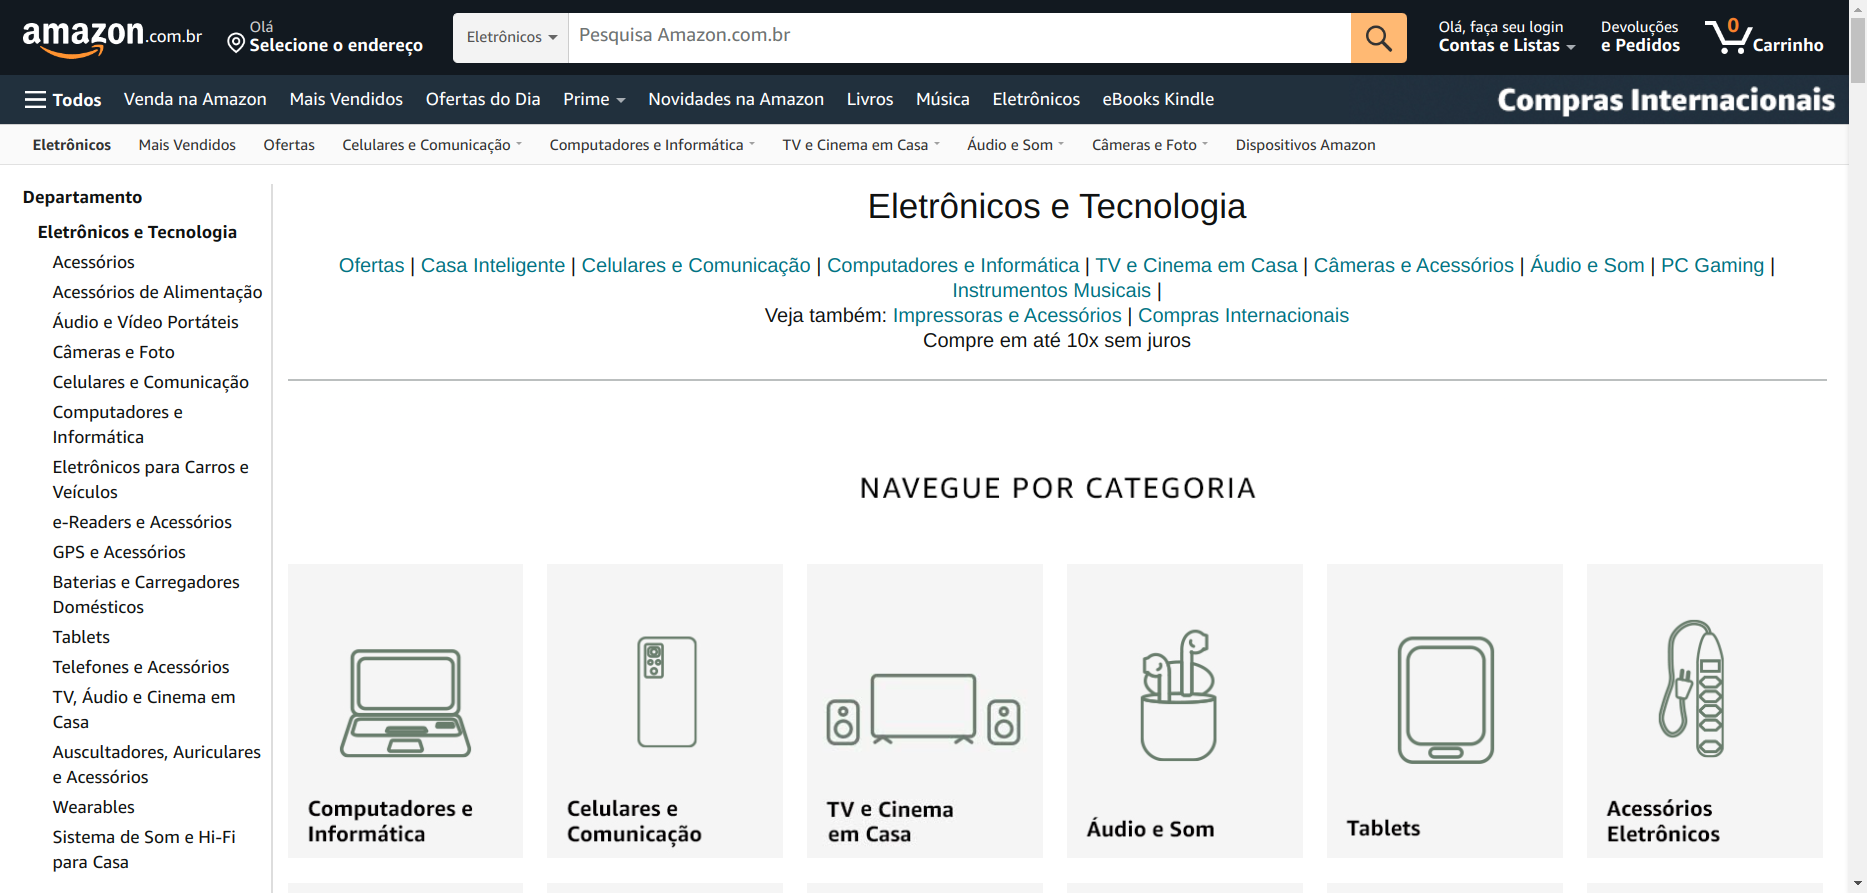 amazon.com.br
Olá
Selecione o endereço
Eletrônicos
Pesquisa Amazon.com.br
Olá, faça seu login
Contas e Listas
Devoluções
e Pedidos
0
Carrinho
Todos Venda na Amazon Mais Vendidos Ofertas do Dia Prime Novidades na Amazon Livros Música Eletrônicos eBooks Kindle Compras Internacionais
Eletrônicos Mais Vendidos Ofertas Celulares e Comunicação Computadores e Informática TV e Cinema em Casa Áudio e Som Câmeras e Foto Dispositivos Amazon
Departamento
Eletrônicos e Tecnologia
Acessórios
Acessórios de Alimentação
Áudio e Vídeo Portáteis
Câmeras e Foto
Celulares e Comunicação
Computadores e
Informática
Eletrônicos para Carros e
Veículos
e-Readers e Acessórios
GPS e Acessórios
Baterias e Carregadores
Domésticos
Tablets
Telefones e Acessórios
TV, Áudio e Cinema em
Casa
Auscultadores, Auriculares
e Acessórios
Wearables
Sistema de Som e Hi-Fi
para Casa
Eletrônicos e Tecnologia
Ofertas | Casa Inteligente | Celulares e Comunicação | Computadores e Informática | TV e Cinema em Casa | Câmeras e Acessórios | Áudio e Som | PC Gaming |
Instrumentos Musicais |
Veja também: Impressoras e Acessórios | Compras Internacionais
Compre em até 10x sem juros
NAVEGUE POR CATEGORIA
Computadores e
Informática
Celulares e
Comunicação
TV e Cinema
em Casa
Áudio e Som
Tablets
Acessórios
Eletrônicos